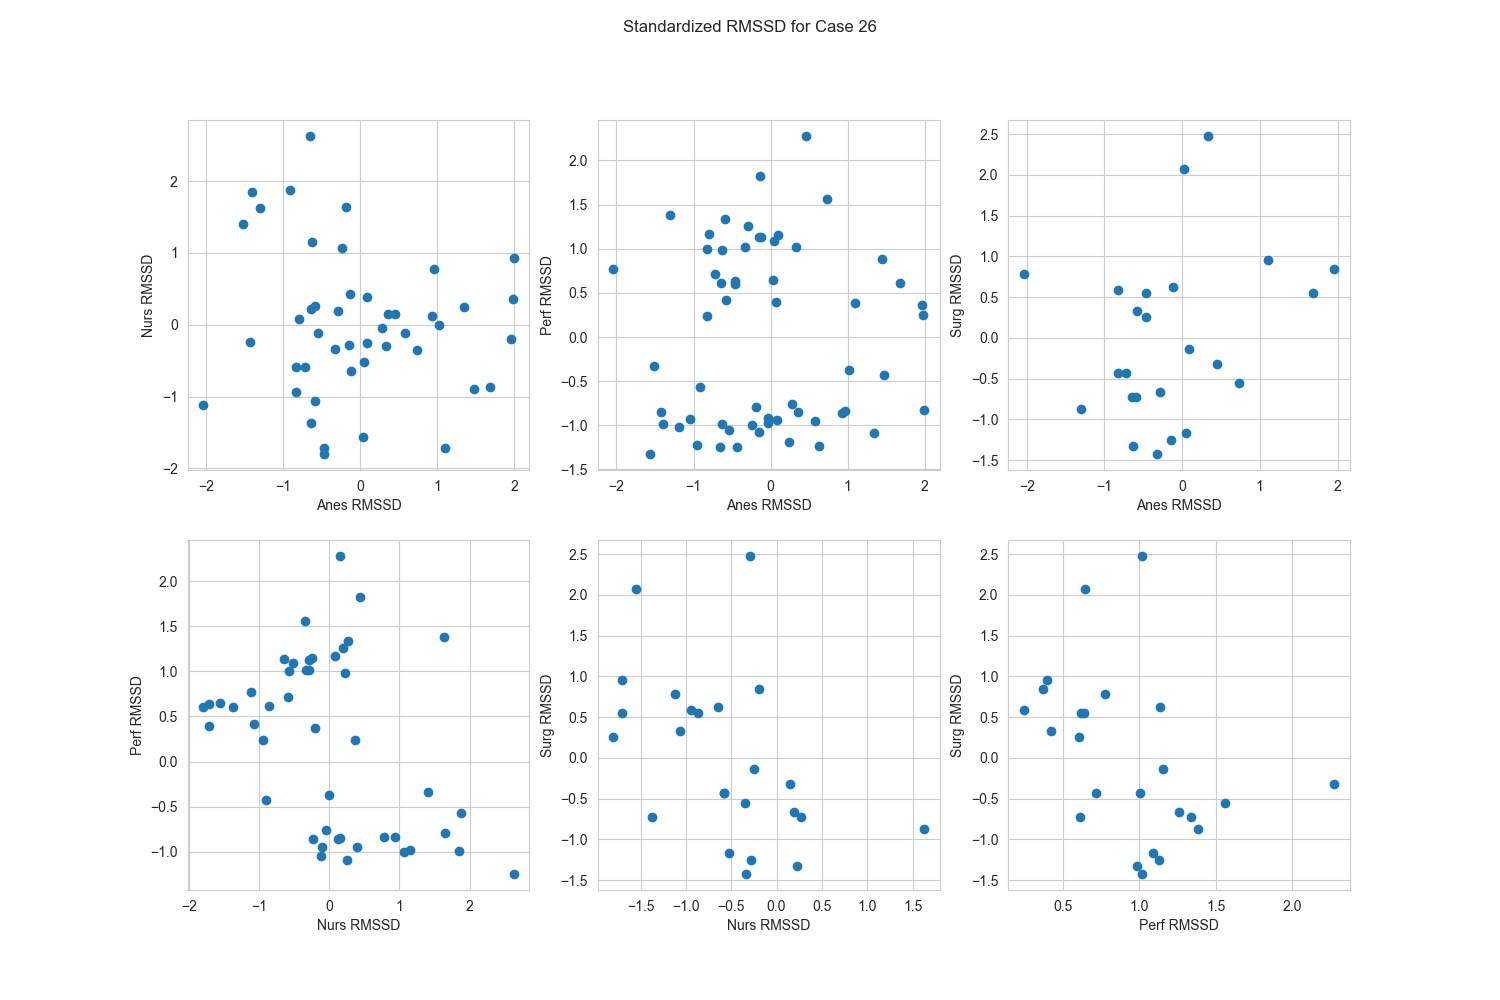 Standardized RMSSD for Case 26
2
1
0
−1
−2
Nurs RMSSD
−2 −1 0 1 2
Anes RMSSD
2.0
1.5
1.0
0.5
0.0
−0.5
−1.0
−1.5
Perf RMSSD
−2 −1 0 1 2
Anes RMSSD
2.5
2.0
1.5
1.0
0.5
0.0
−0.5
−1.0
−1.5
Surg RMSSD
−2 −1 0 1 2
Anes RMSSD
2.0
1.5
1.0
0.5
0.0
−0.5
−1.0
Perf RMSSD
−2 −1 0 1 2
Nurs RMSSD
2.5
2.0
1.5
1.0
0.5
0.0
−0.5
−1.0
−1.5
Surg RMSSD
−1.5 −1.0 −0.5 0.0 0.5 1.0 1.5
Nurs RMSSD
2.5
2.0
1.5
1.0
0.5
0.0
−0.5
−1.0
−1.5
Surg RMSSD
0.5 1.0 1.5 2.0
Perf RMSSD